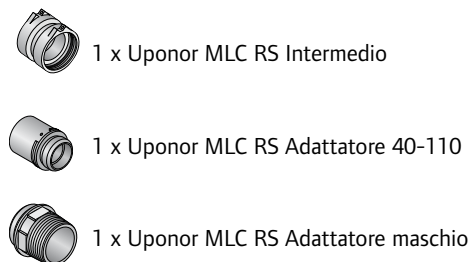 1 x Uponor MLC RS Intermedio
1 x Uponor MLC RS Adattatore 40-110
1 x Uponor MLC RS Adattatore maschio